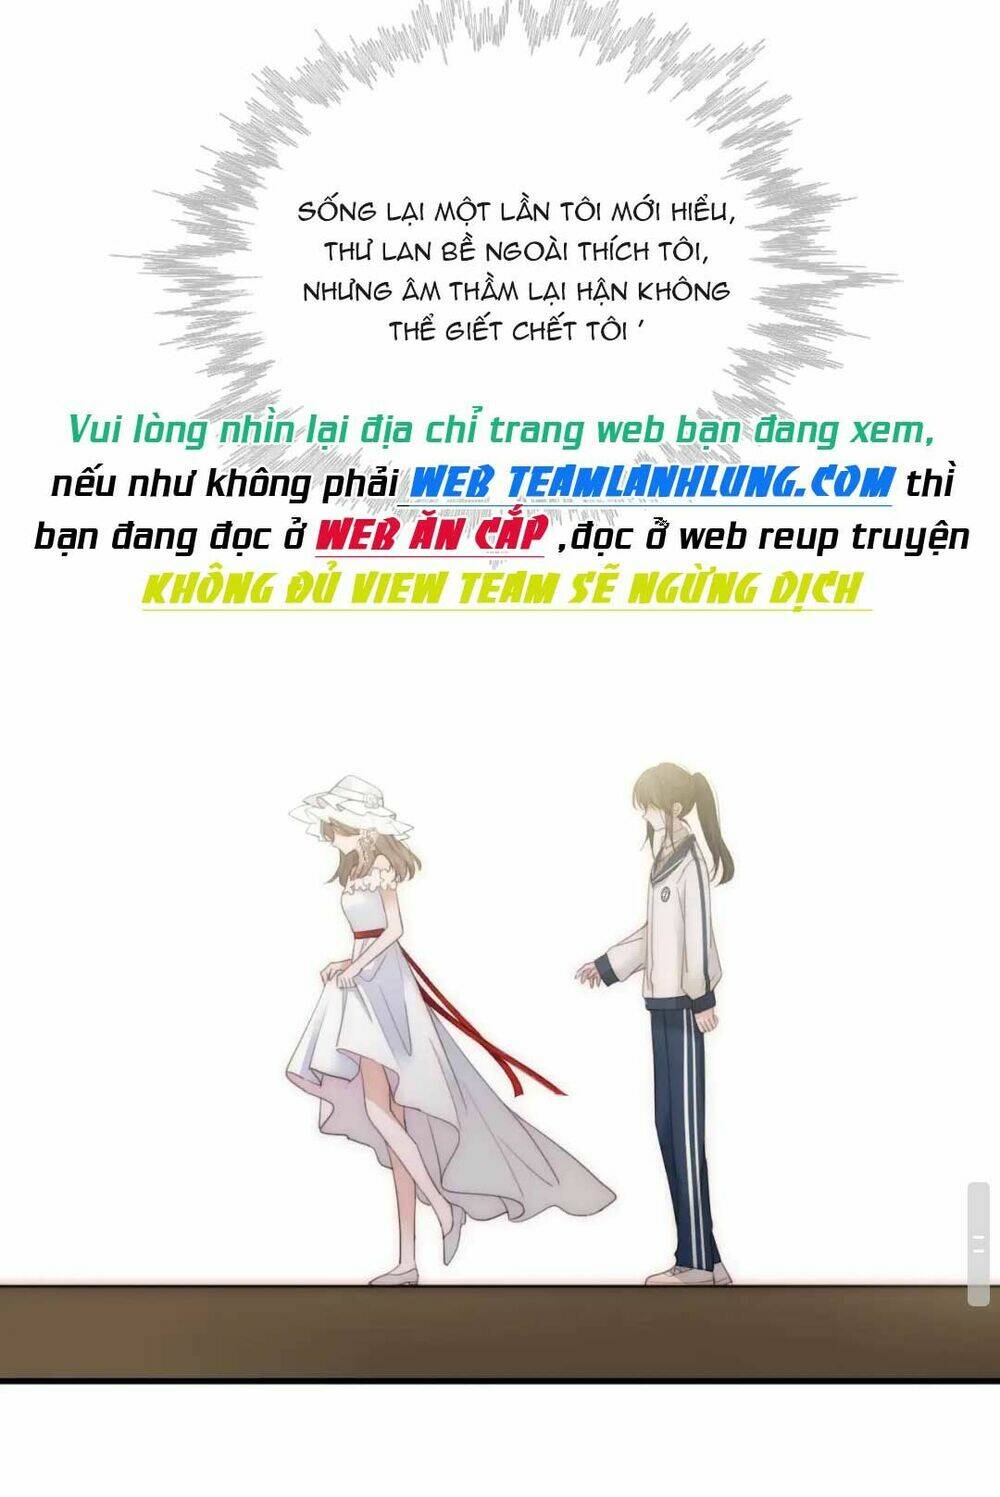 SỐNG LẠI MỘT LẦN TÔI MỚI HIỂU,
THƯ LAN BỀ NGOÀI THÍCH TÔI,
NHƯNG ÂM THẦM LẠI HẬN KHÔNG
THỂ GIẾT CHẾT TÔI '
Vui lòng nhìn lại địa chỉ trang web bạn đang xem,
nếu như không phải WEB TEAMLANHLUNG.COM thì
bạn đang đọc ở WEB ĂN CẮP ,đọc ở web reup truyện
KHÔNG ĐỦ VIEW TEAM SẼ NGỪNG DỊCH